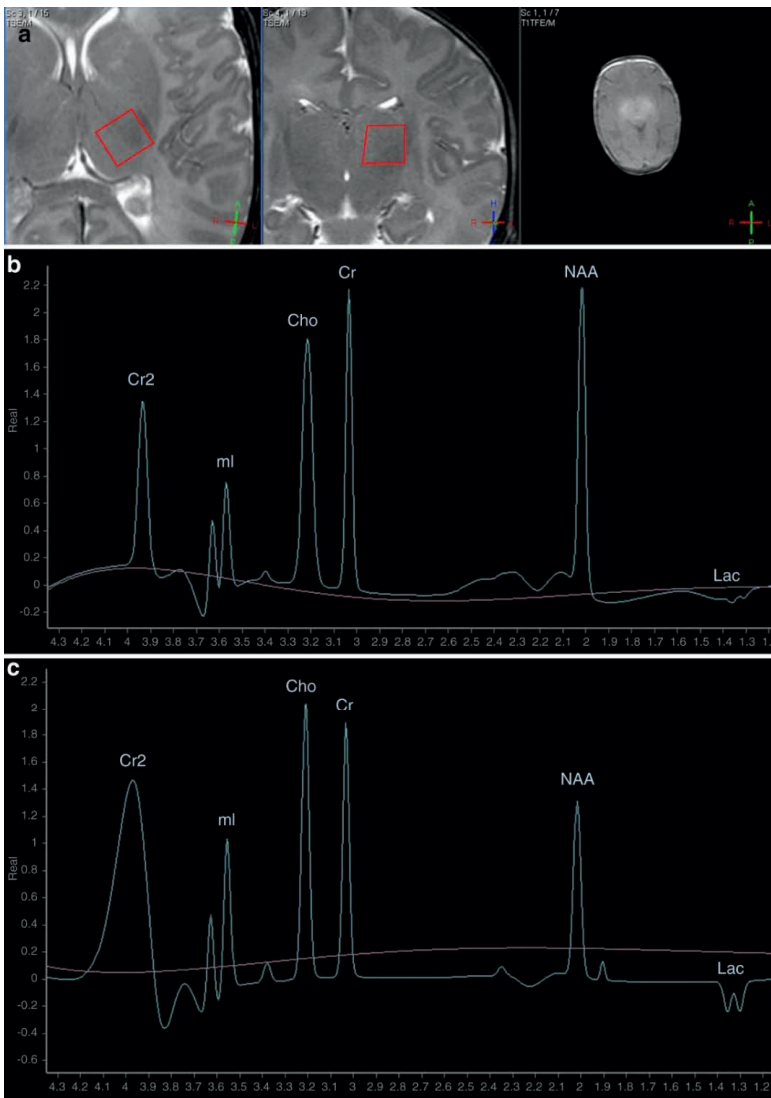 Sc 3, 1 / 15
TSE/M
a
Sc 4, 1 / 13
TSE/M
Sc 1, 1 / 7
T1TFE/M
A
R
L
P
H
R
A
R
L
P
b
Cr
NAA
Cho
Cr2
mI
Lac
Real
2.2
2
1.8
1.6
1.4
1.2
1
0.8
0.6
0.4
0.2
0
-0.2
4.3 4.2 4.1 4 3.9 3.8 3.7 3.6 3.5 3.4 3.3 3.2 3.1 3 2.9 2.8 2.7 2.6 2.5 2.4 2.3 2.2 2.1 2 1.9 1.8 1.7 1.6 1.5 1.4 1.3 1.2
c
Cho
Cr
Cr2
NAA
mI
Lac
Real
2.2
2
1.8
1.6
1.4
1.2
1
0.8
0.6
0.4
0.2
0
-0.2
-0.4
-0.6
4.3 4.2 4.1 4 3.9 3.8 3.7 3.6 3.5 3.4 3.3 3.2 3.1 3 2.9 2.8 2.7 2.6 2.5 2.4 2.3 2.2 2.1 2 1.9 1.8 1.7 1.6 1.5 1.4 1.3 1.2